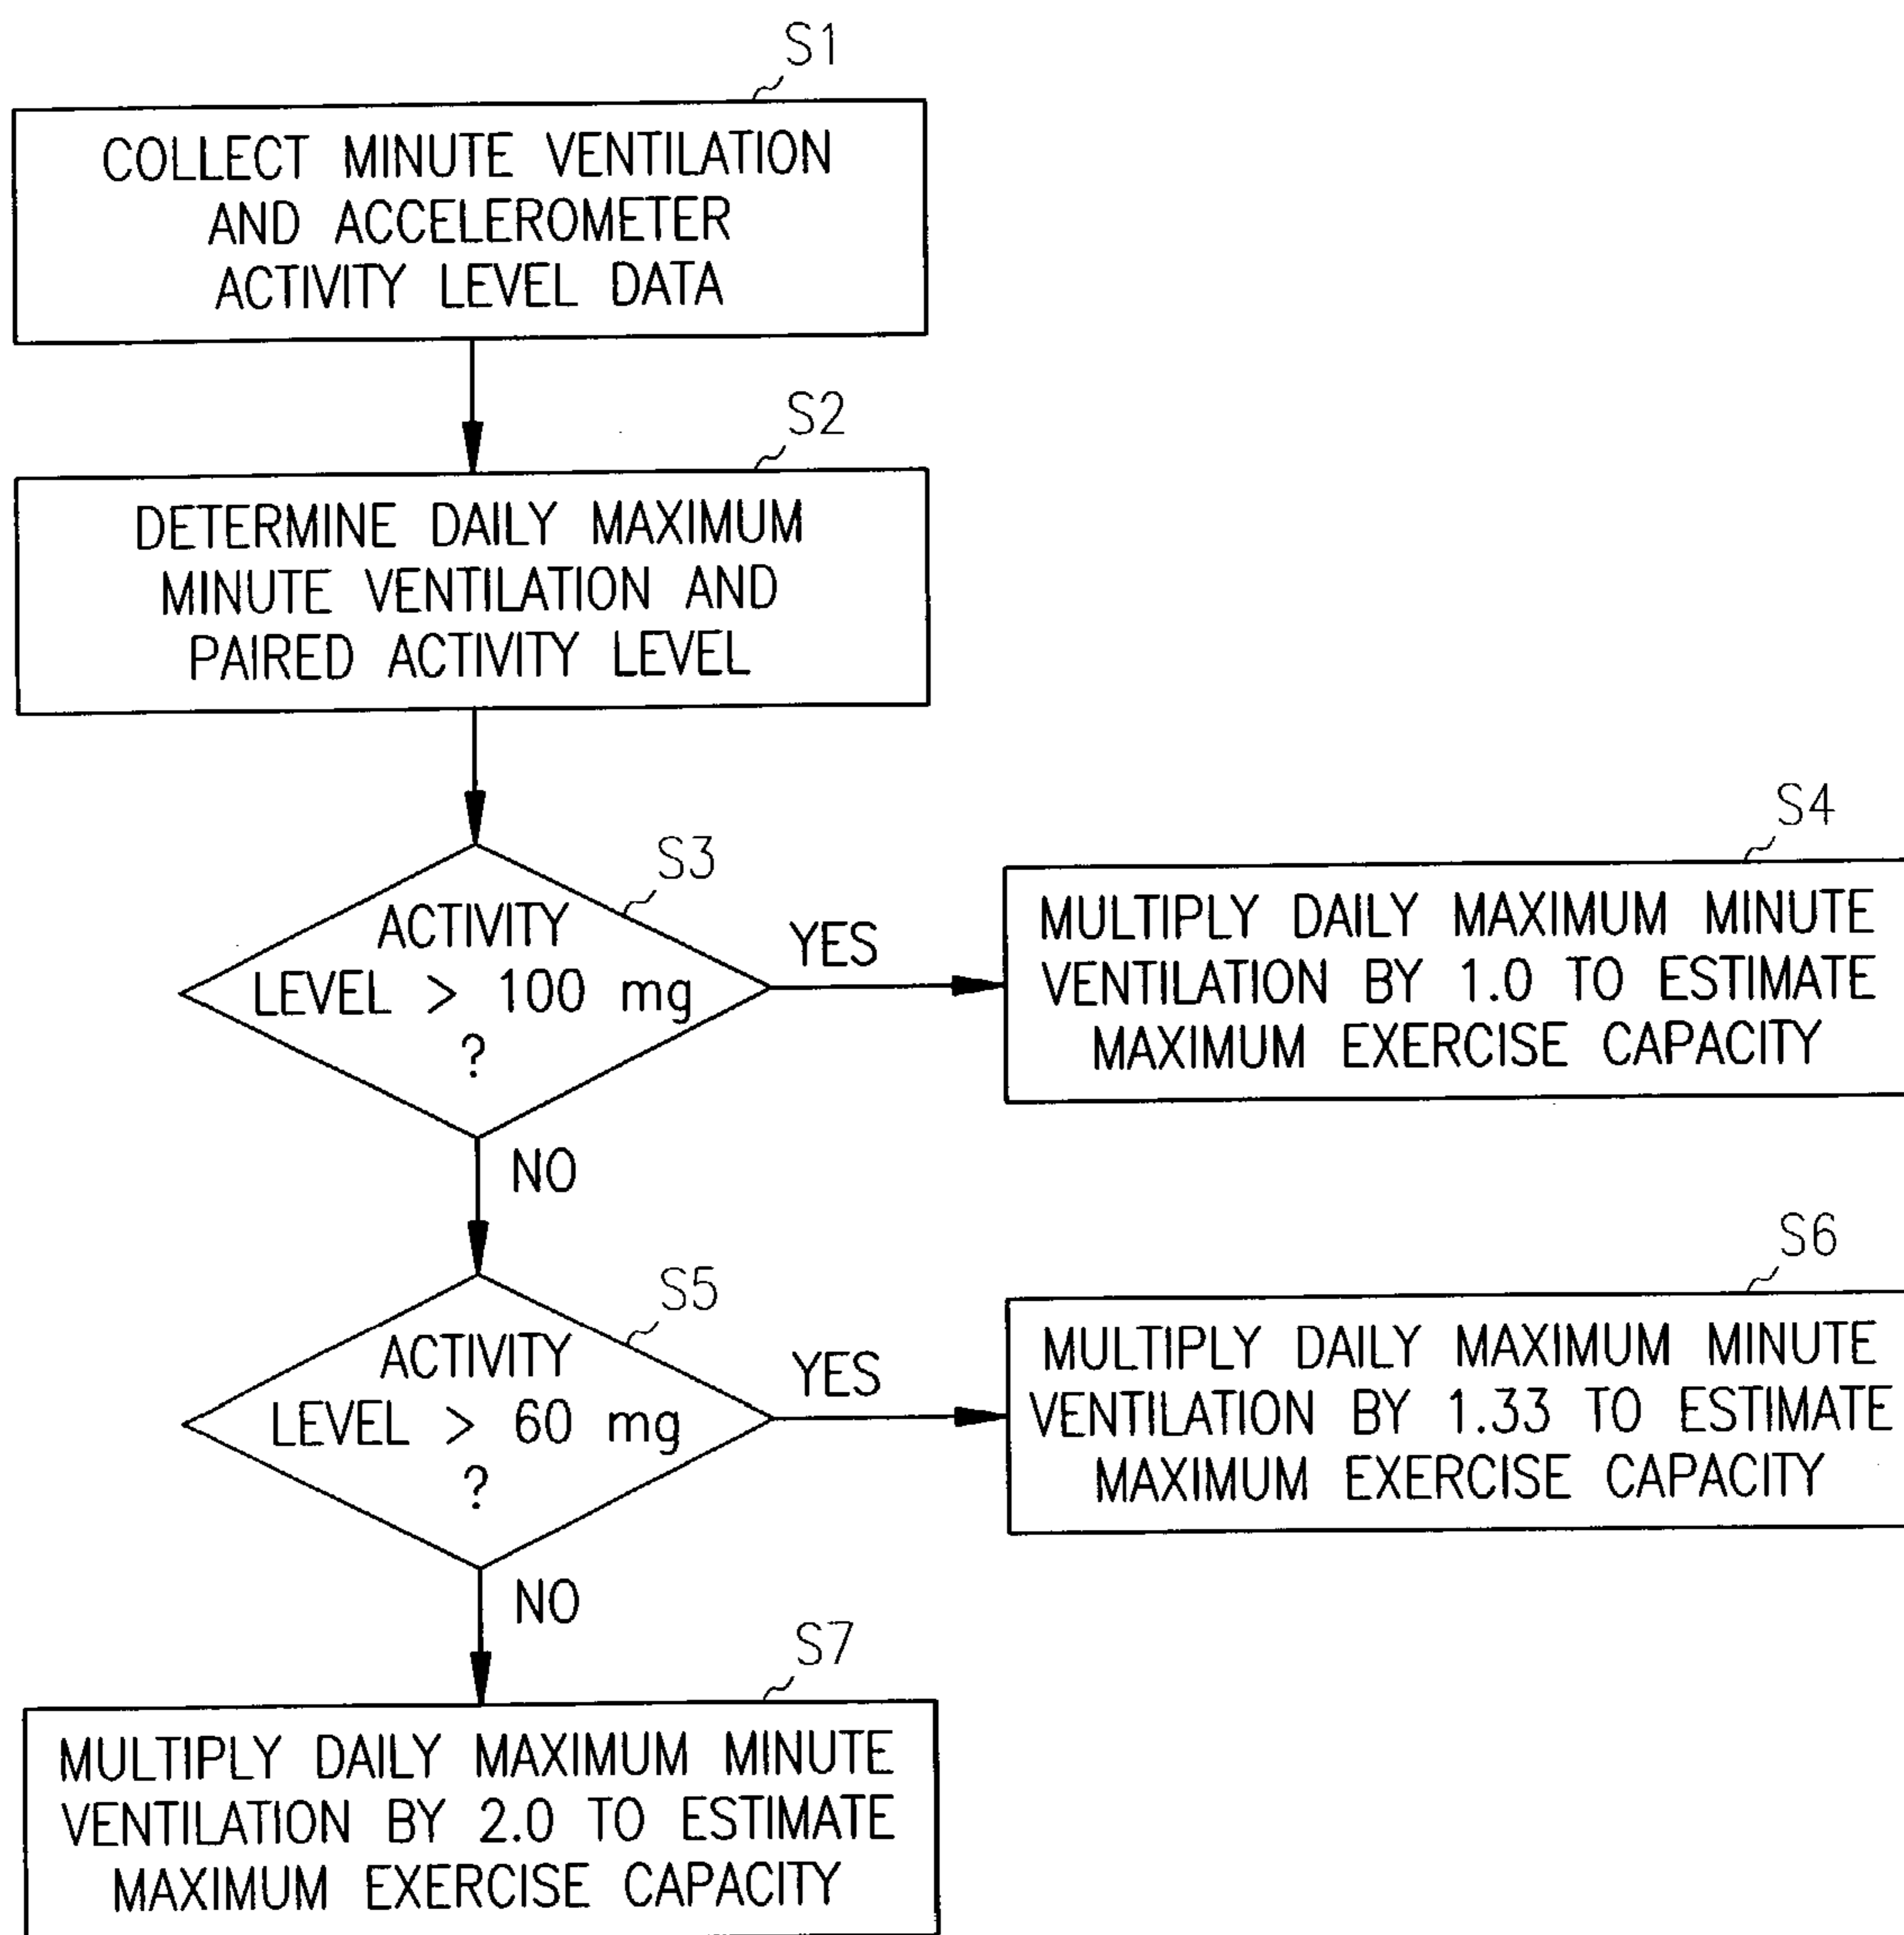 S1
COLLECT MINUTE VENTILATION
AND ACCELEROMETER
ACTIVITY LEVEL DATA
S2
DETERMINE DAILY MAXIMUM
MINUTE VENTILATION AND
PAIRED ACTIVITY LEVEL
S3
ACTIVITY
LEVEL > 100 mg
?
YES
S4
MULTIPLY DAILY MAXIMUM MINUTE
VENTILATION BY 1.0 TO ESTIMATE
MAXIMUM EXERCISE CAPACITY
NO
S5
ACTIVITY
LEVEL > 60 mg
?
YES
S6
MULTIPLY DAILY MAXIMUM MINUTE
VENTILATION BY 1.33 TO ESTIMATE
MAXIMUM EXERCISE CAPACITY
NO
S7
MULTIPLY DAILY MAXIMUM MINUTE
VENTILATION BY 2.0 TO ESTIMATE
MAXIMUM EXERCISE CAPACITY